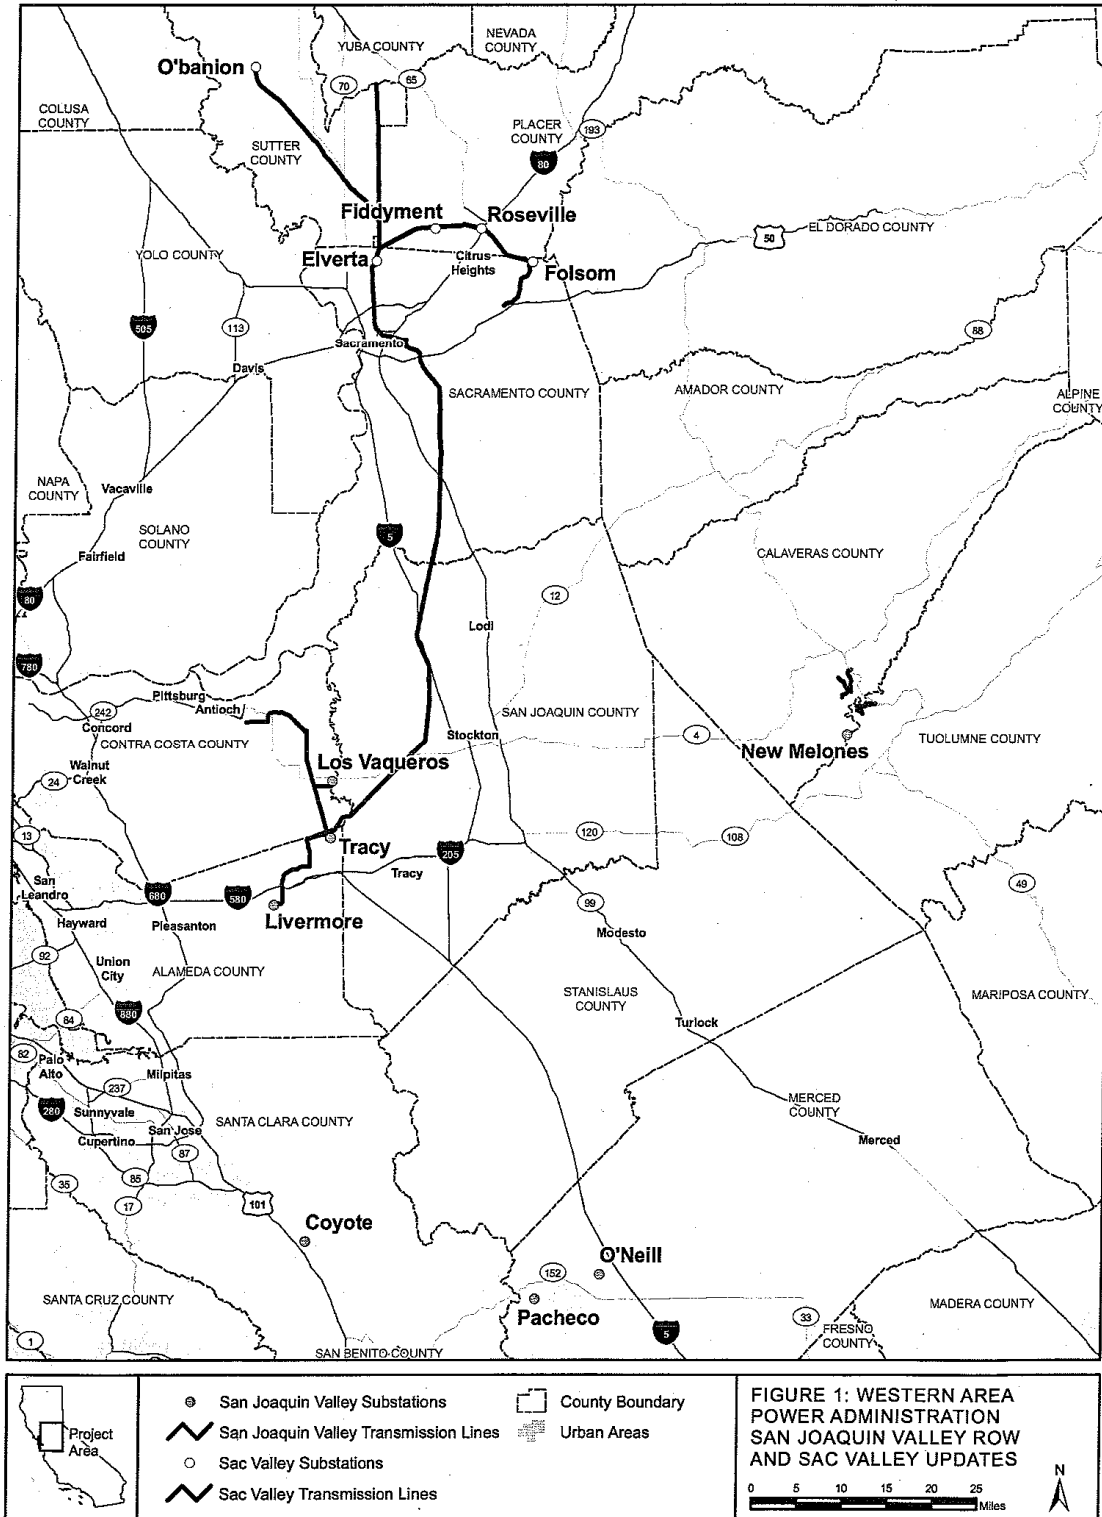 NEVADA
COUNTY
YUBA COUNTY
O'banion
70
65
COLUSA
COUNTY
SUTTER
COUNTY
PLACER
COUNTY
193
80
Fiddyment
Roseville
EL DORADO COUNTY
50
YOLO COUNTY
Elverta
Citrus
Heights
Folsom
505
113
88
Sacramento
Davis
SACRAMENTO COUNTY
AMADOR COUNTY
ALPINE
COUNTY
NAPA
COUNTY
Vacaville
SOLANO
COUNTY
5
CALAVERAS COUNTY
Fairfield
80
12
Lodi
780
Pittsburg
Antioch
242
Concord
SAN JOAQUIN COUNTY
CONTRA COSTA COUNTY
Stockton
4
New Melones
TUOLUMNE COUNTY
Walnut
Creek
24
Los Vaqueros
13
120
108
Tracy
205
Tracy
San
Leandro
680
580
49
99
Livermore
Hayward
Pleasanton
Modesto
92
Union
City
ALAMEDA COUNTY
STANISLAUS
COUNTY
MARIPOSA COUNTY
880
84
Turlock
82
Palo
Alto
Milpitas
237
280
Sunnyvale
MERCED
COUNTY
SANTA CLARA COUNTY
San Jose
Cupertino
Merced
87
85
35
17
101
Coyote
O'Neill
152
SANTA CRUZ COUNTY
Pacheco
MADERA COUNTY
33
5
FRESNO
COUNTY
1
SAN BENITO COUNTY
Project
Area
San Joaquin Valley Substations
San Joaquin Valley Transmission Lines
Sac Valley Substations
Sac Valley Transmission Lines
County Boundary
Urban Areas
FIGURE 1: WESTERN AREA
POWER ADMINISTRATION
SAN JOAQUIN VALLEY ROW
AND SAC VALLEY UPDATES
N
0 5 10 15 20 25
Miles